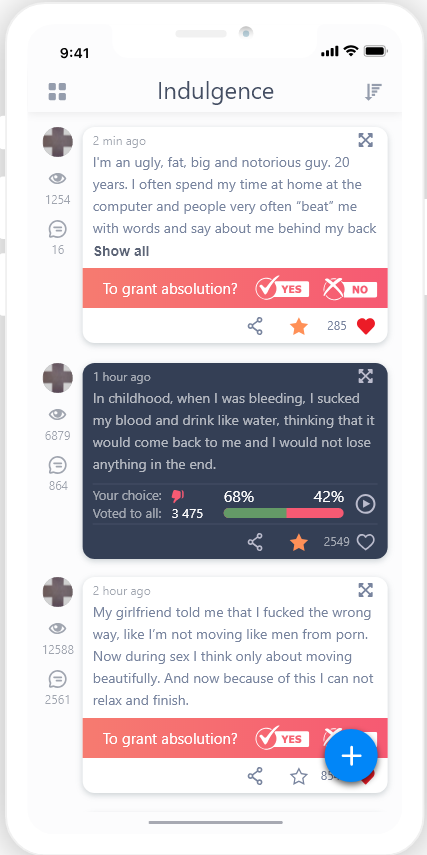 9:41
Indulgence
2 min ago
I'm an ugly, fat, big and notorious guy. 20
years. I often spend my time at home at the
computer and people very often “beat” me
with words and say about me behind my back
Show all
1254
16
To grant absolution? YES NO
285
1 hour ago
In childhood, when I was bleeding, I sucked
my blood and drink like water, thinking that it
would come back to me and I would not lose
anything in the end.
6879
864
Your choice: 68% 42%
Voted to all: 3 475
2549
2 hour ago
My girlfriend told me that I fucked the wrong
way, like I’m not moving like men from porn.
Now during sex I think only about moving
beautifully. And now because of this I can not
relax and finish.
12588
2561
To grant absolution? YES